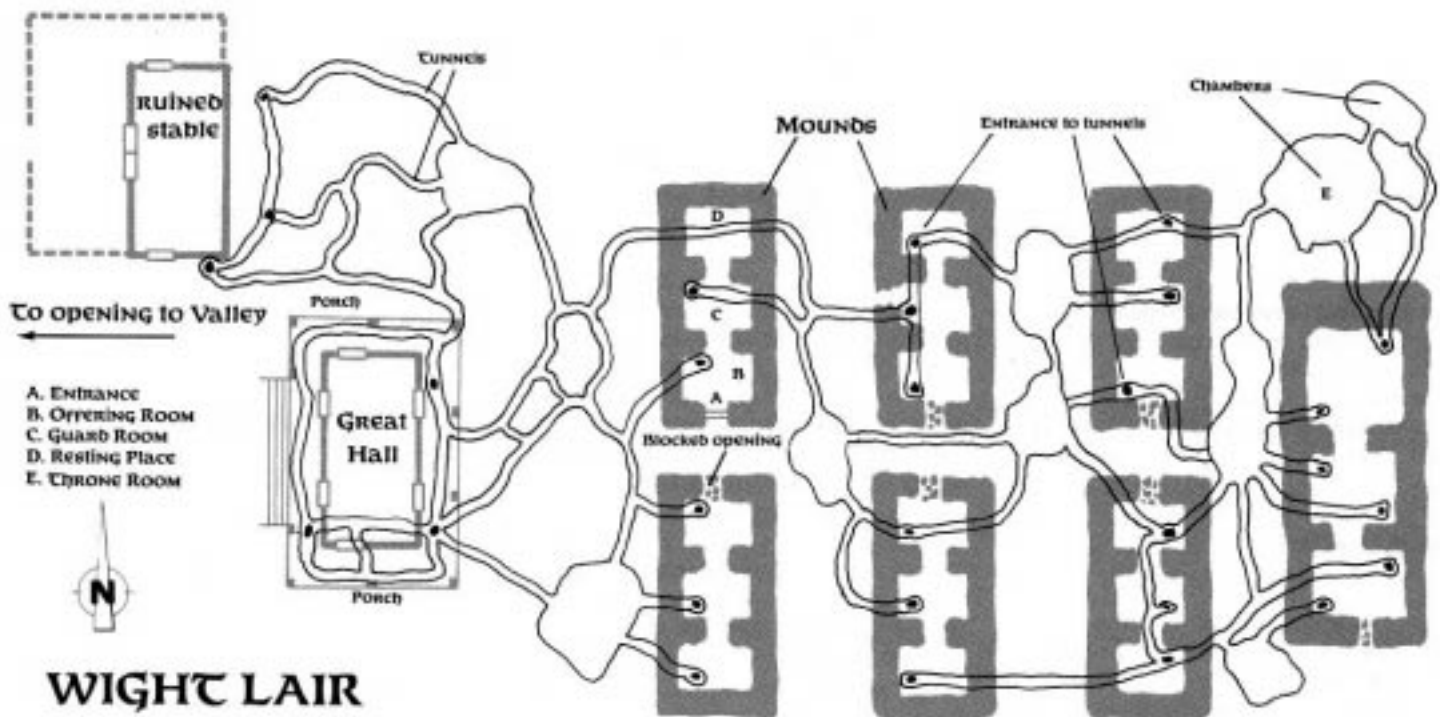 Tunnels
Ruined
stable
Chambers
Mounds
Entrance to tunnels
E
D
Porch
To opening to Valley
C
B
A
A. Entrance
B. Offering Room
C. Guard Room
D. Resting Place
E. Throne Room
Great
Hall
Blocked opening
N
Porch
WIGHT LAIR